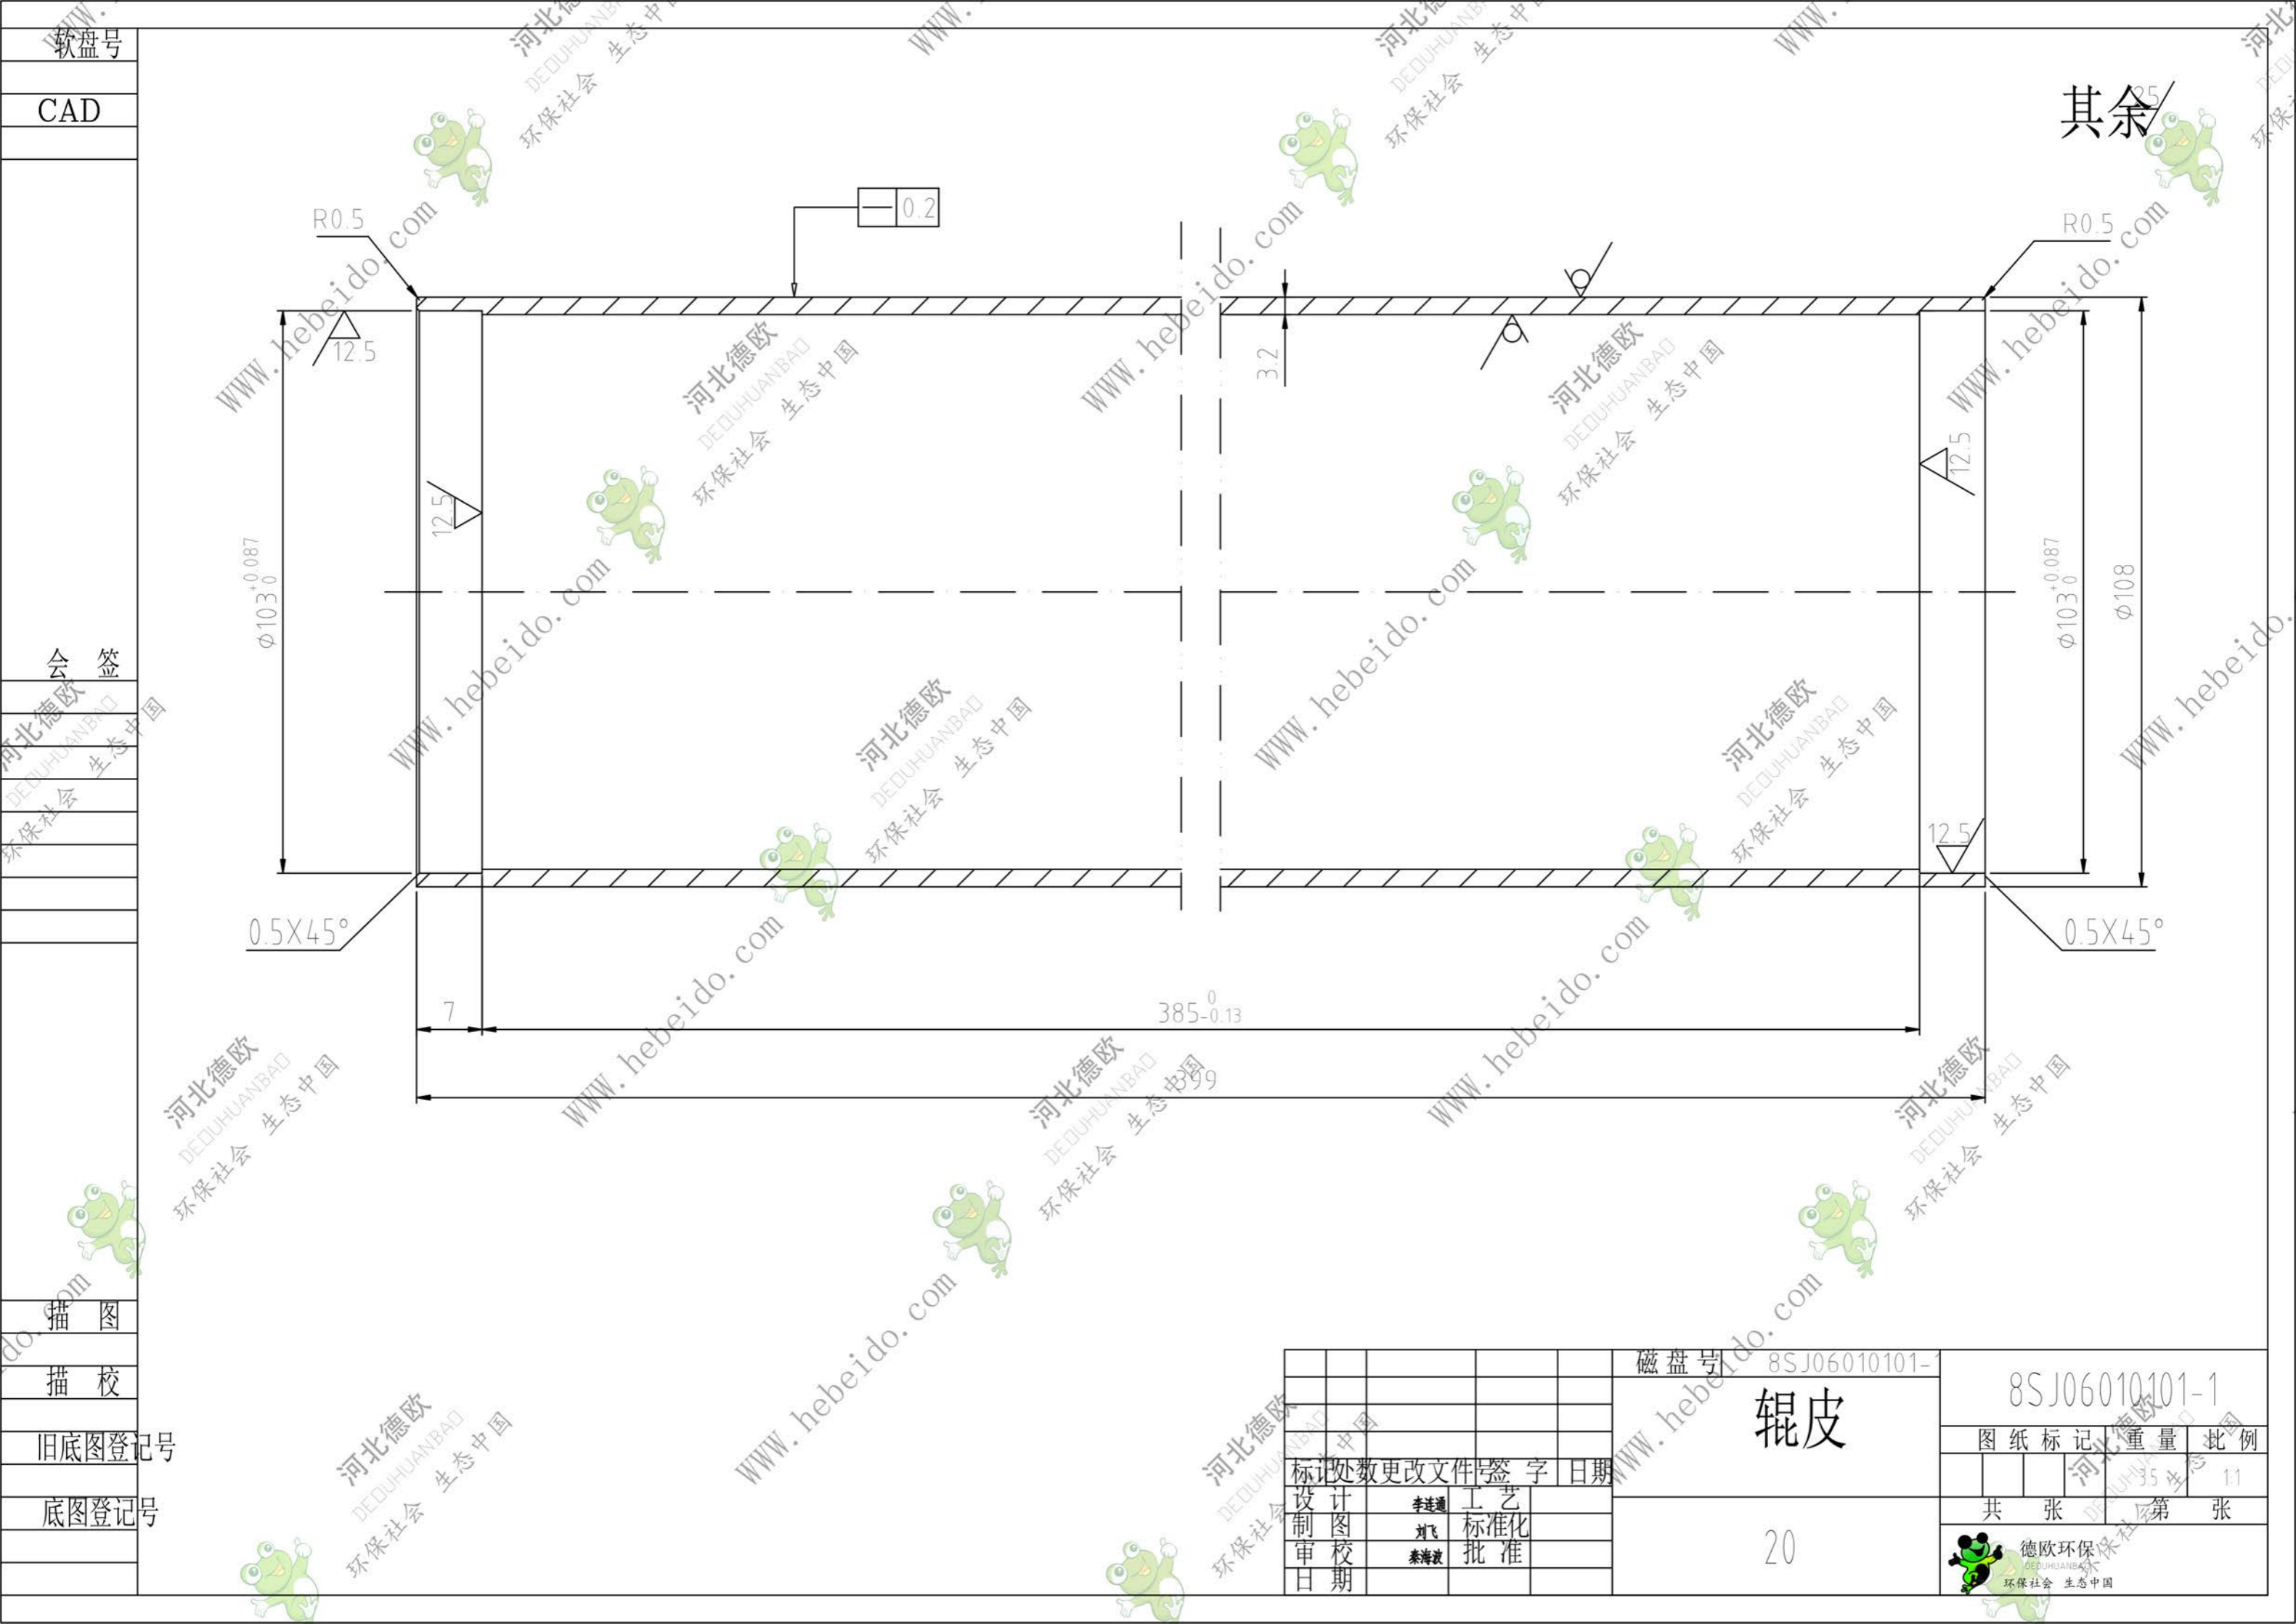 软盘号
CAD
会 签
描 图
描 校
旧底图登记号
底图登记号
其余 25
R0.5
— 0.2
R0.5
12.5
3.2
12.5
12.5
12.5
φ103 +0.087 0
φ103 +0.087 0
φ108
0.5X45°
0.5X45°
7
385 0 -0.13
399
磁盘号 8SJ06010101-
辊皮
8SJ06010101-1
图纸标记 重量 比例
3.5 1:1
标记 处数 更改文件号 签 字 日期
设 计 李连通 工 艺
制 图 刘飞 标准化
审 校 秦海波 批 准
日 期
共 张 第 张
20
德欧环保
DEOUHUANBAO
环保社会 生态中国
河北德欧
DEOUHUANBAO
环保社会 生态中国
WWW.hebeido.com